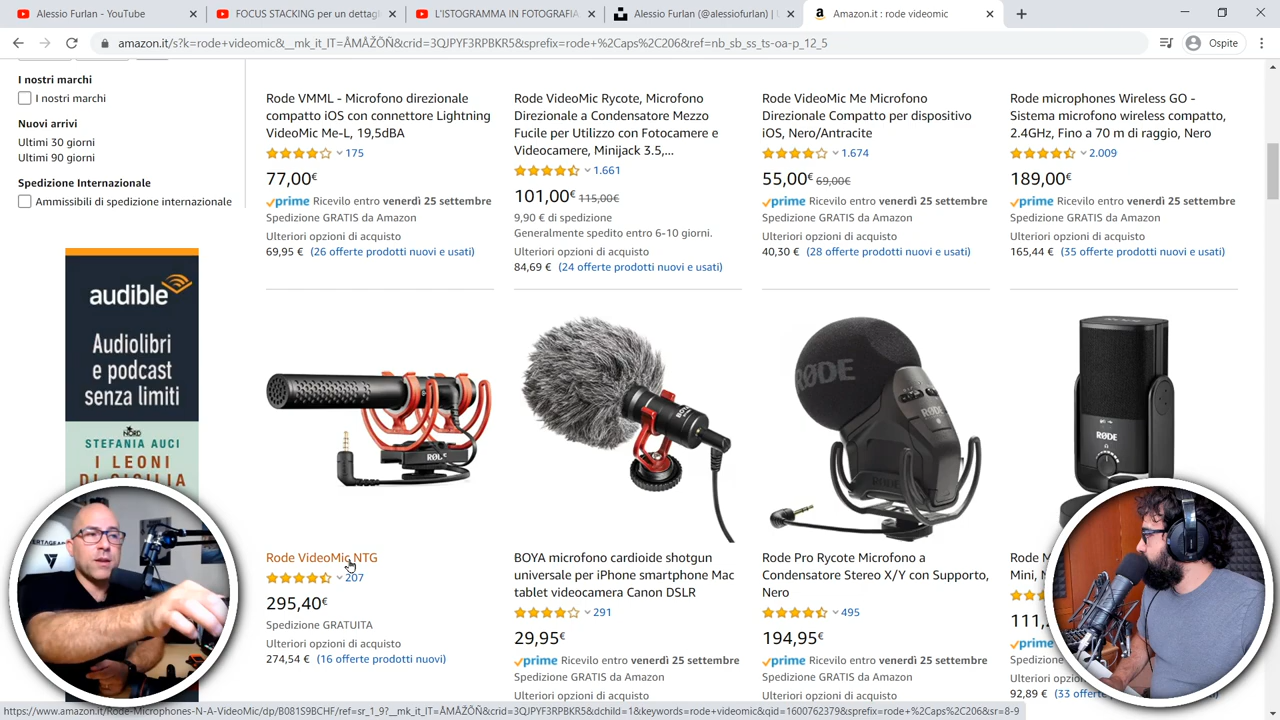 Alessio Furlan - YouTube
FOCUS STACKING per un dettagl
L'ISTOGRAMMA IN FOTOGRAFIA
Alessio Furlan (@alessiofurlan) | U
Amazon.it : rode videomic
amazon.it/s?k=rode+videomic&__mk_it_IT=ÅMÅŽÕÑ&crid=3QJPYF3RPBKR5&sprefix=rode+%2Caps%2C206&ref=nb_sb_ss_ts-oa-p_12_5
Ospite
I nostri marchi
I nostri marchi
Nuovi arrivi
Ultimi 30 giorni
Ultimi 90 giorni
Spedizione Internazionale
Ammissibili di spedizione internazionale
audible
Audiolibri
e podcast
senza limiti
NORD
STEFANIA AUCI
I LEONI
DI SICILIA
Rode VMML - Microfono direzionale
compatto iOS con connettore Lightning
VideoMic Me-L, 19,5dBA
175
77,00€
prime Ricevilo entro venerdì 25 settembre
Spedizione GRATIS da Amazon
Ulteriori opzioni di acquisto
69,95 € (26 offerte prodotti nuovi e usati)
Rode VideoMic Rycote, Microfono
Direzionale a Condensatore Mezzo
Fucile per Utilizzo con Fotocamere e
Videocamere, Minijack 3.5,...
1.661
101,00€ 115,00€
9,90 € di spedizione
Generalmente spedito entro 6-10 giorni.
Ulteriori opzioni di acquisto
84,69 € (24 offerte prodotti nuovi e usati)
Rode VideoMic Me Microfono
Direzionale Compatto per dispositivo
iOS, Nero/Antracite
1.674
55,00€ 69,00€
prime Ricevilo entro venerdì 25 settembre
Spedizione GRATIS da Amazon
Ulteriori opzioni di acquisto
40,30 € (28 offerte prodotti nuovi e usati)
Rode microphones Wireless GO -
Sistema microfono wireless compatto,
2.4GHz, Fino a 70 m di raggio, Nero
2.009
189,00€
prime Ricevilo entro venerdì 25 settembre
Spedizione GRATIS da Amazon
Ulteriori opzioni di acquisto
165,44 € (35 offerte prodotti nuovi e usati)
RØDE
BOYA
RØDE
RØDE
RØDE
Rode VideoMic NTG
207
295,40€
Spedizione GRATUITA
Ulteriori opzioni di acquisto
274,54 € (16 offerte prodotti nuovi)
BOYA microfono cardioide shotgun
universale per iPhone smartphone Mac
tablet videocamera Canon DSLR
291
29,95€
prime Ricevilo entro venerdì 25 settembre
Spedizione GRATIS da Amazon
Ulteriori opzioni di acquisto
Rode Pro Rycote Microfono a
Condensatore Stereo X/Y con Supporto,
Nero
495
194,95€
prime Ricevilo entro venerdì 25 settembre
Spedizione GRATIS da Amazon
Ulteriori opzioni di acquisto
Rode
Mini, N
111,
prime
Spedizione
Ulteriori
92,89 € (33
https://www.amazon.it/Rode-Microphones-N-A-VideoMic/dp/B081S9BCHF/ref=sr_1_9?__mk_it_IT=ÅMÅŽÕÑ&crid=3QJPYF3RPBKR5&dchild=1&keywords=rode+videomic&qid=1600762379&sprefix=rode+%2Caps%2C206&sr=8-9